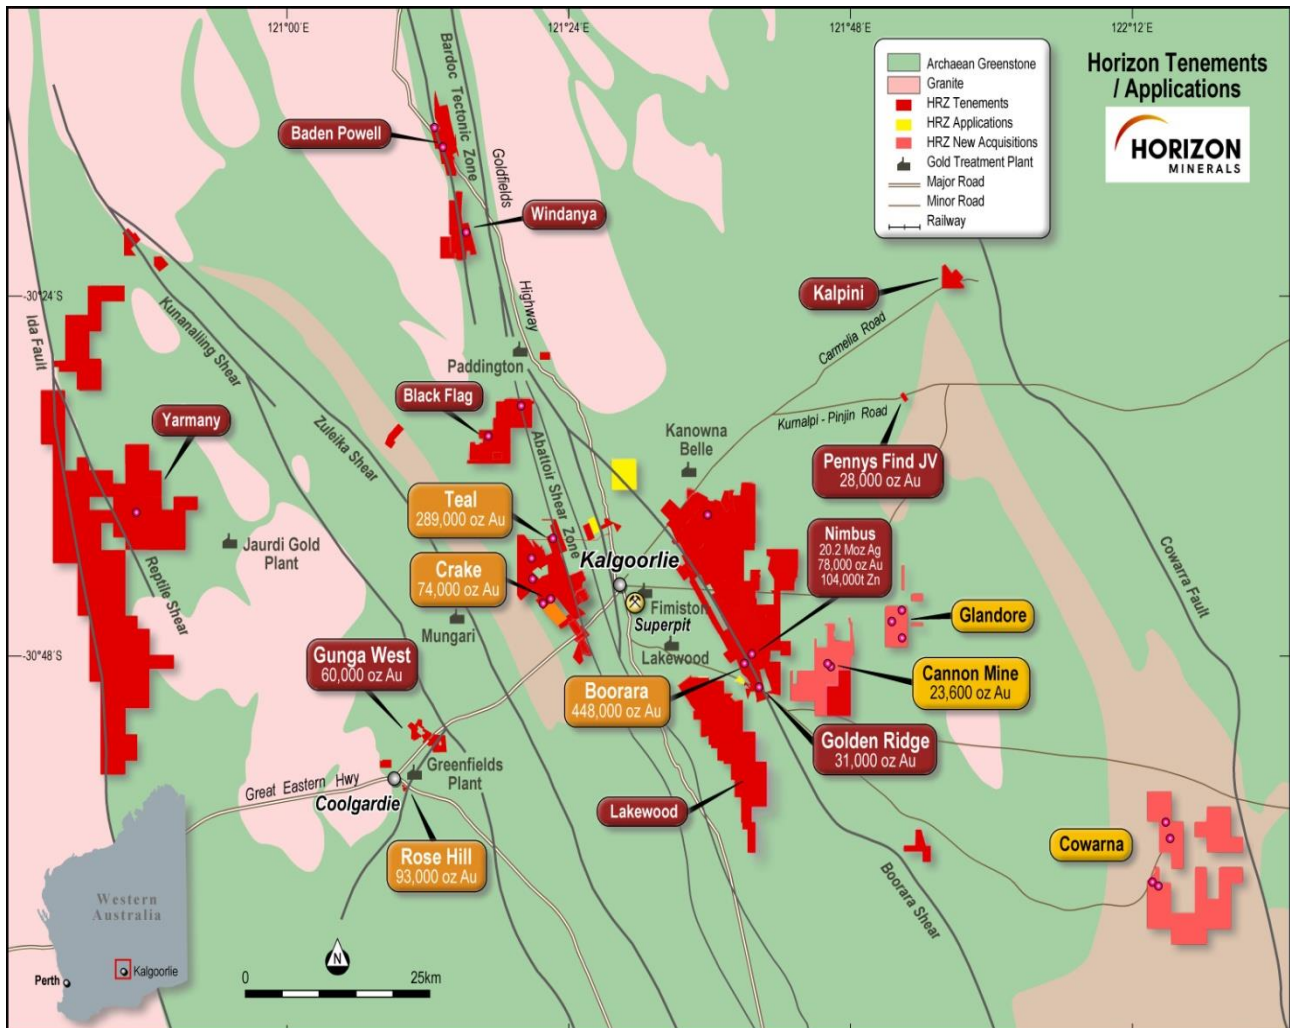 121°00´E
121°24´E
121°48´E
122°12´E
Horizon Tenements
/ Applications
HORIZON
MINERALS
Archaean Greenstone
Granite
HRZ Tenements
HRZ Applications
HRZ New Acquisitions
Gold Treatment Plant
Major Road
Minor Road
Railway
Bardoc Tectonic Zone
Goldfields
Highway
Baden Powell
Windanya
Kalpini
-30°24´S
Ida Fault
Kunanalling Shear
Carmelia Road
Paddington
Black Flag
Yarmany
Zuleika Shear
Abattoir Shear Zone
Kurnalpi - Pinjin Road
Kanowna
Belle
Pennys Find JV
28,000 oz Au
Teal
289,000 oz Au
Nimbus
20.2 Moz Ag
78,000 oz Au
104,000t Zn
Jaurdi Gold
Plant
Reptile Shear
Crake
74,000 oz Au
Kalgoorlie
Cowarra Fault
Fimiston
Superpit
Glandore
Mungari
Lakewood
-30°48´S
Gunga West
60,000 oz Au
Boorara
448,000 oz Au
Cannon Mine
23,600 oz Au
Golden Ridge
31,000 oz Au
Greenfields
Plant
Great Eastern Hwy
Coolgardie
Lakewood
Cowarna
Rose Hill
93,000 oz Au
Boorara Shear
Western
Australia
Perth
Kalgoorlie
N
0
25km